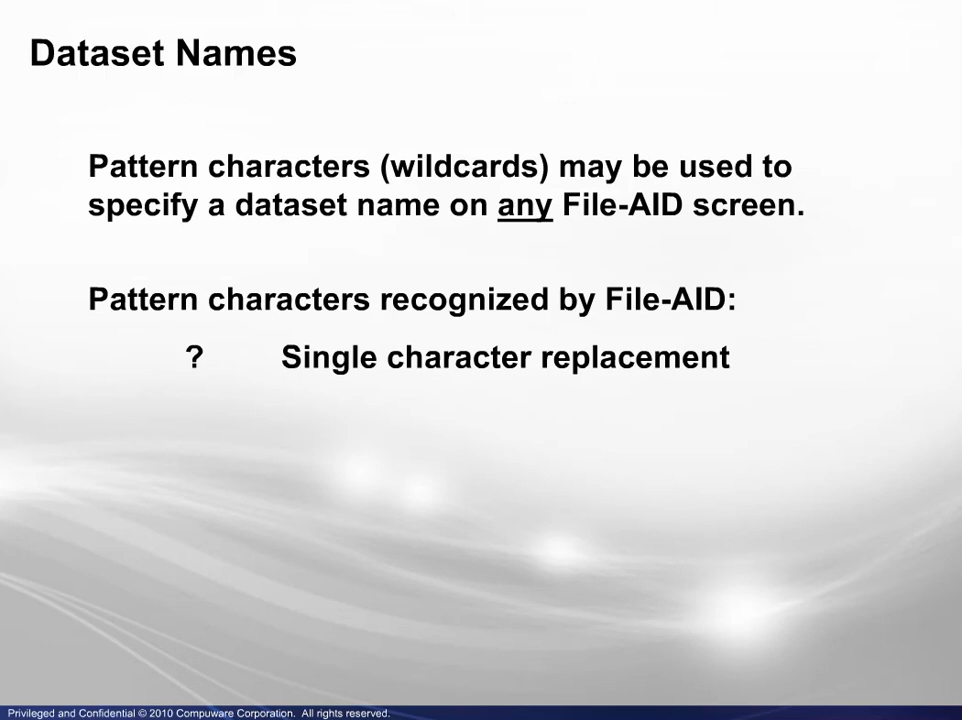 Dataset Names
Pattern characters (wildcards) may be used to
specify a dataset name on any File-AID screen.
Pattern characters recognized by File-AID:
? Single character replacement
Privileged and Confidential © 2010 Compuware Corporation. All rights reserved.